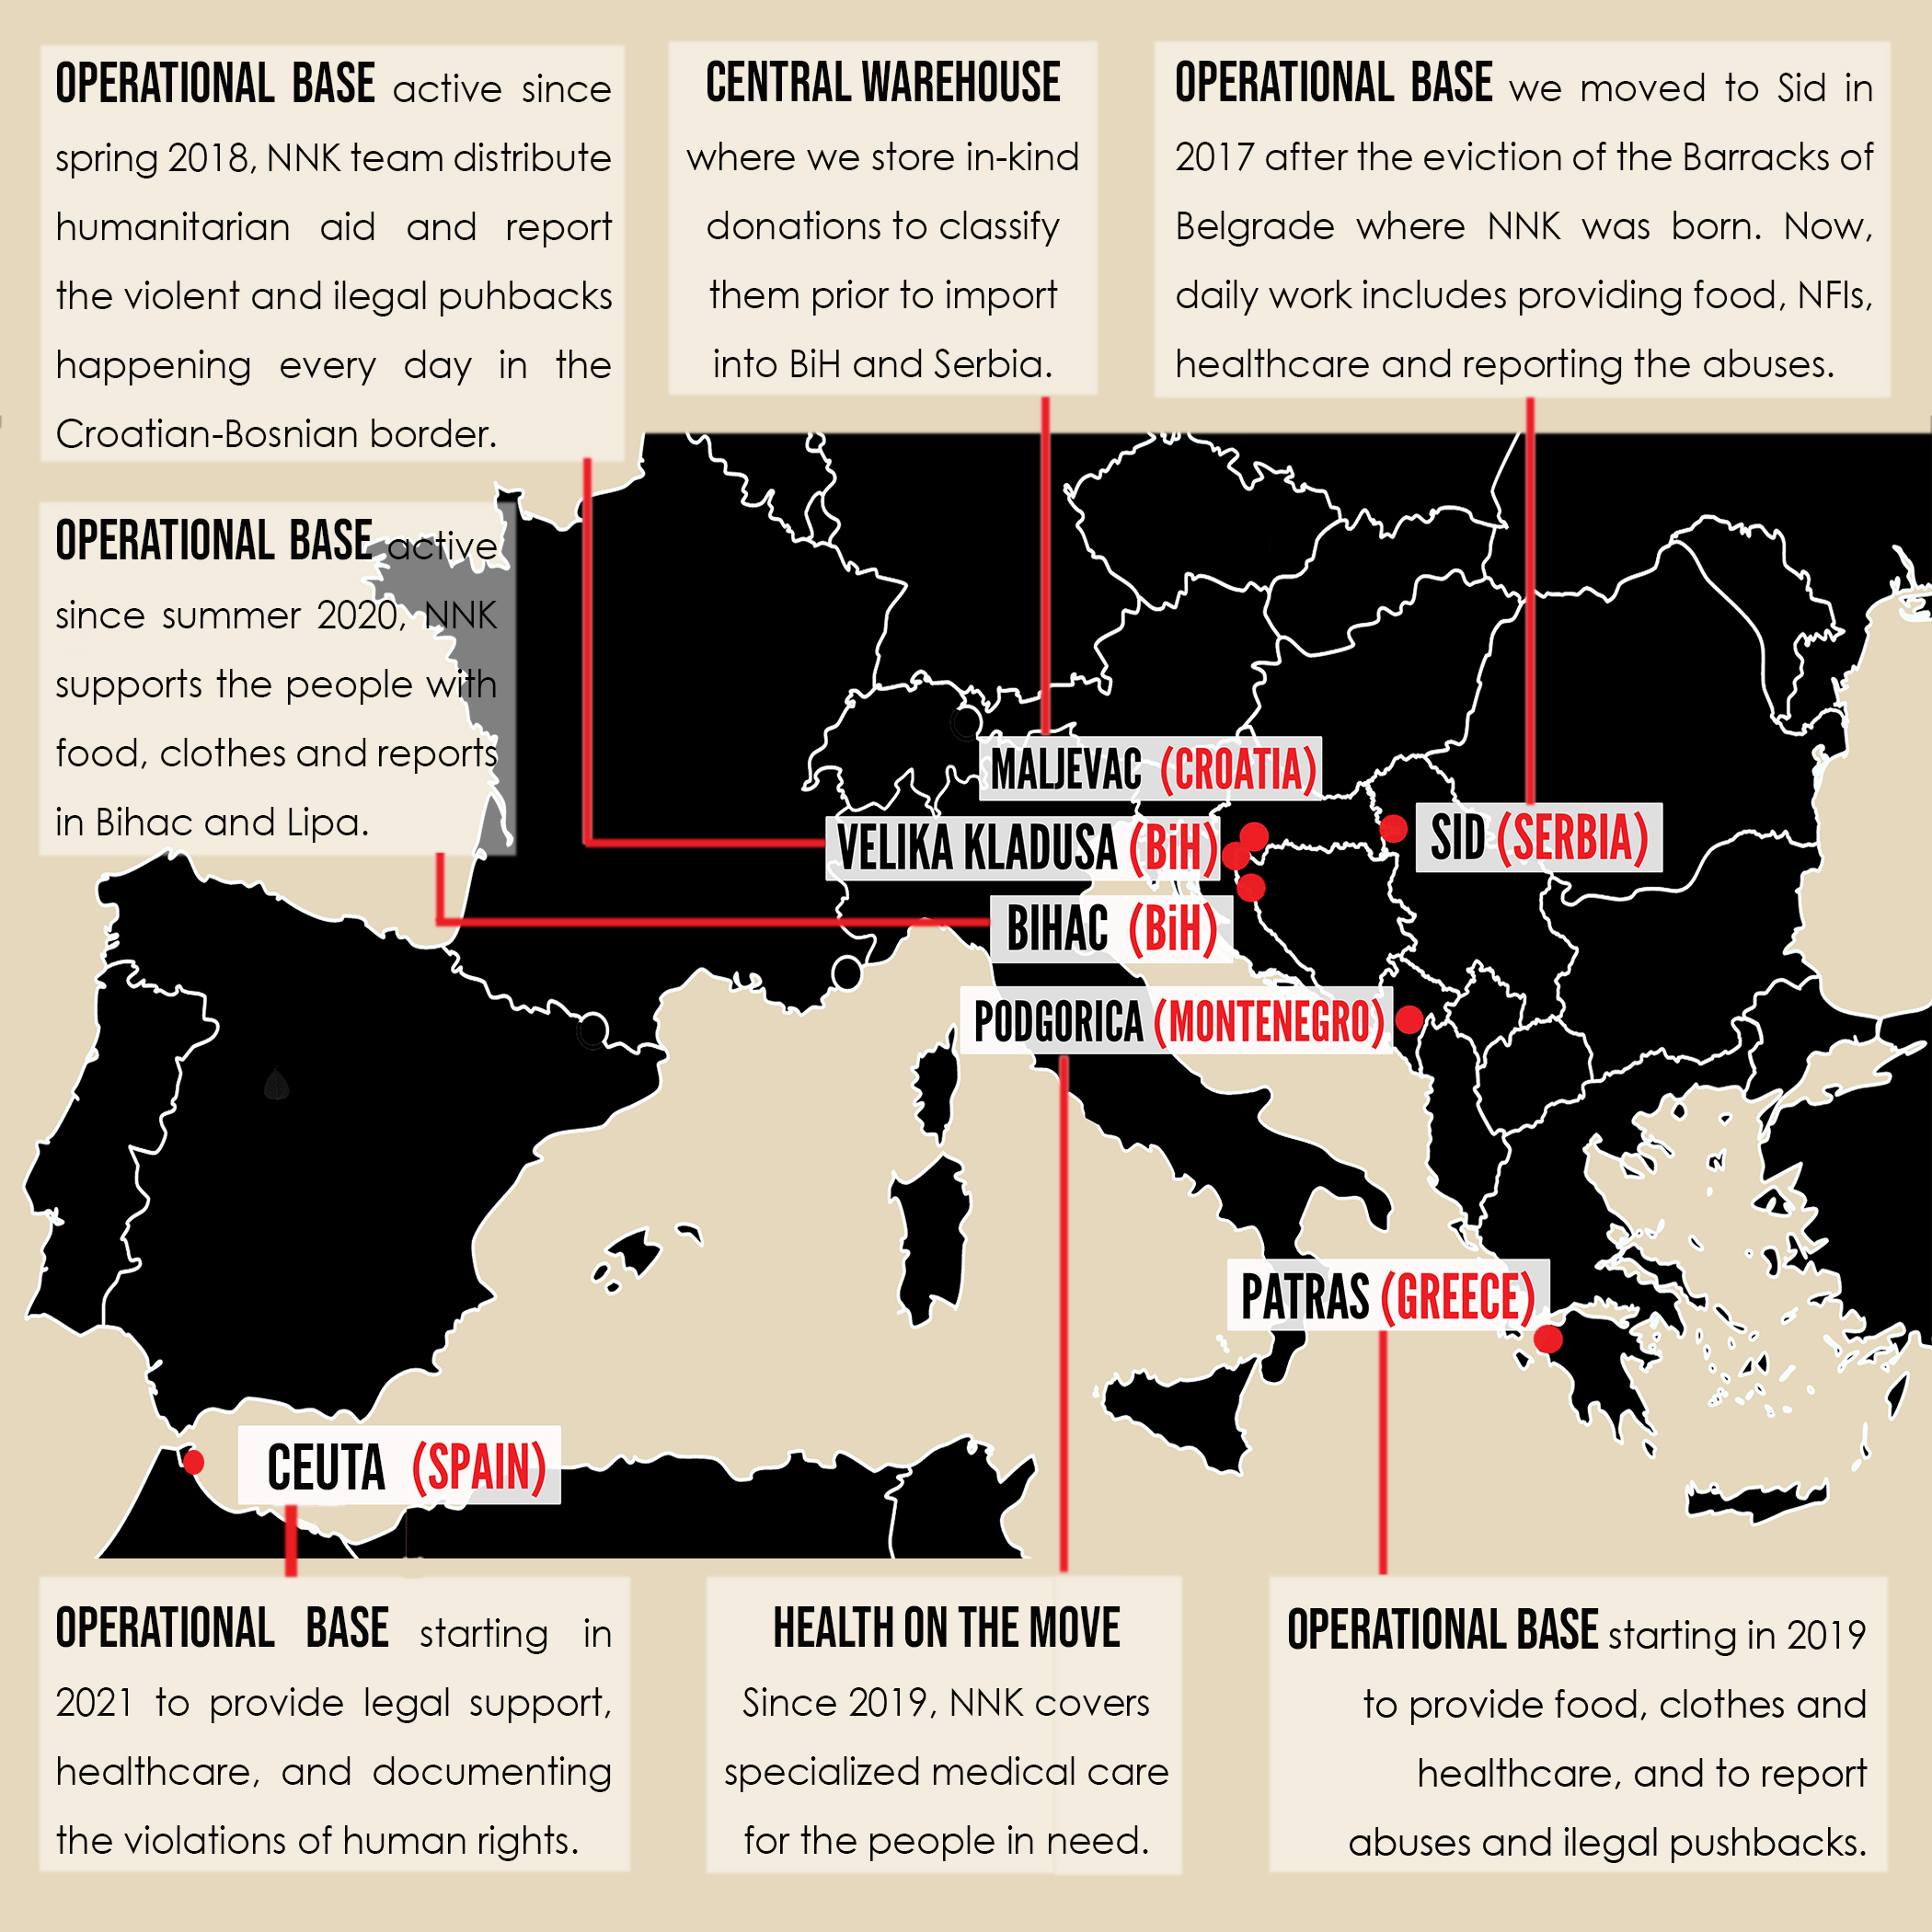 OPERATIONAL BASE active since
spring 2018, NNK team distribute
humanitarian aid and report
the violent and ilegal puhbacks
happening every day in the
Croatian-Bosnian border.
CENTRAL WAREHOUSE
where we store in-kind
donations to classify
them prior to import
into BiH and Serbia.
OPERATIONAL BASE we moved to Sid in
2017 after the eviction of the Barracks of
Belgrade where NNK was born. Now,
daily work includes providing food, NFIs,
healthcare and reporting the abuses.
OPERATIONAL BASE active
since summer 2020, NNK
supports the people with
food, clothes and reports
in Bihac and Lipa.
MALJEVAC (CROATIA)
VELIKA KLADUSA (BiH)
SID (SERBIA)
BIHAC (BiH)
PODGORICA (MONTENEGRO)
PATRAS (GREECE)
CEUTA (SPAIN)
OPERATIONAL BASE starting in
2021 to provide legal support,
healthcare, and documenting
the violations of human rights.
HEALTH ON THE MOVE
Since 2019, NNK covers
specialized medical care
for the people in need.
OPERATIONAL BASE starting in 2019
to provide food, clothes and
healthcare, and to report
abuses and ilegal pushbacks.